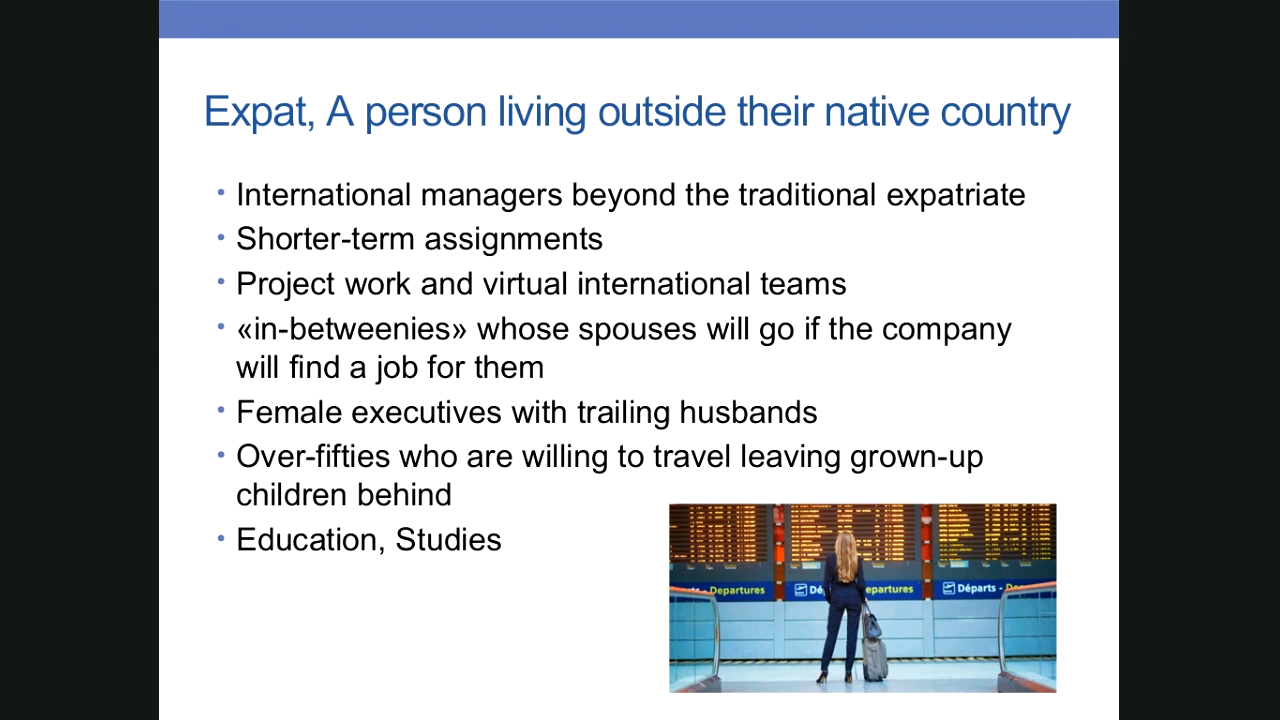 Expat, A person living outside their native country
• International managers beyond the traditional expatriate
• Shorter-term assignments
• Project work and virtual international teams
• «in-betweenies» whose spouses will go if the company
will find a job for them
• Female executives with trailing husbands
• Over-fifties who are willing to travel leaving grown-up
children behind
• Education, Studies
- Departures
Départs -